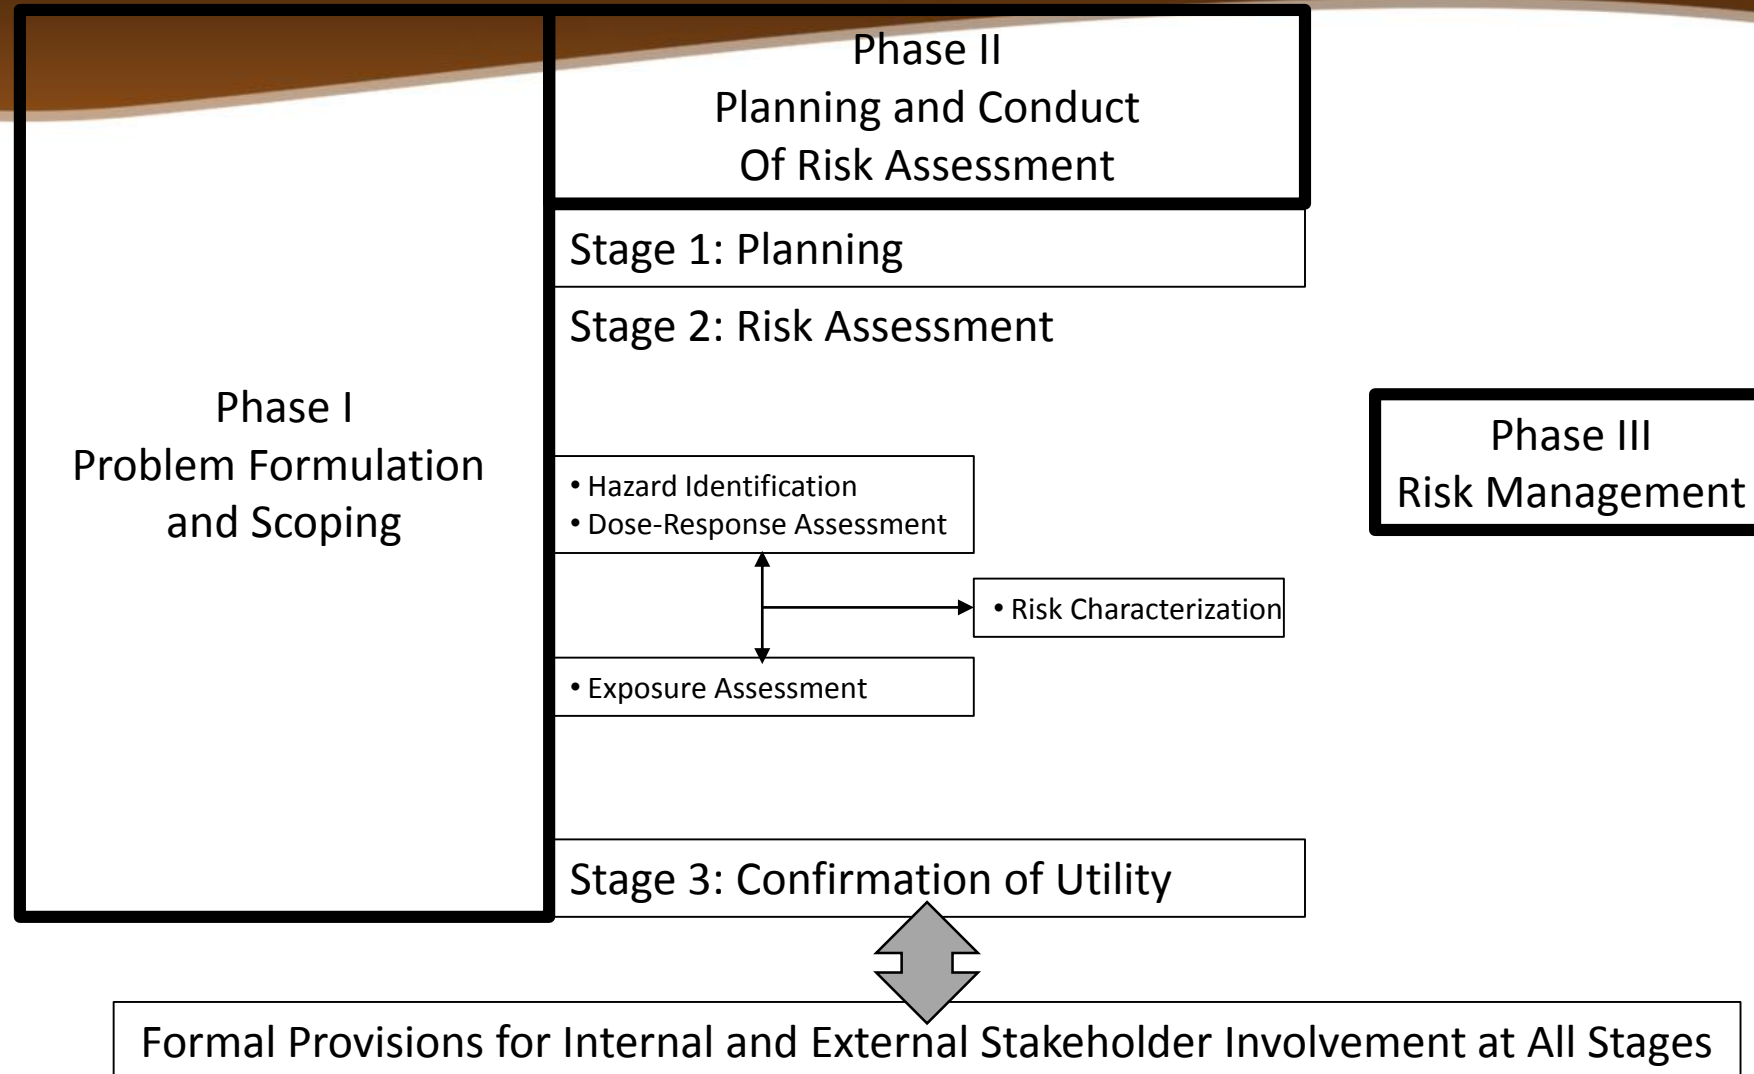 Phase I
Problem Formulation
and Scoping
Phase II
Planning and Conduct
Of Risk Assessment
Stage 1: Planning
Stage 2: Risk Assessment
• Hazard Identification
• Dose-Response Assessment
• Risk Characterization
• Exposure Assessment
Stage 3: Confirmation of Utility
Phase III
Risk Management
Formal Provisions for Internal and External Stakeholder Involvement at All Stages